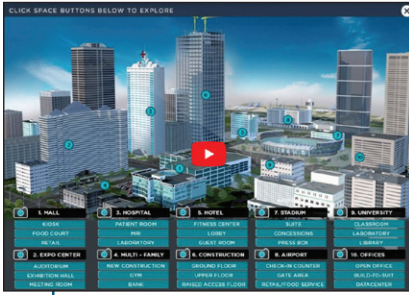 CLICK SPACE BUTTONS BELOW TO EXPLORE
1. MALL
KIOSK
FOOD COURT
RETAIL
2. EXPO CENTER
AUDITORIUM
EXHIBITION HALL
MEETING ROOM
3. HOSPITAL
PATIENT ROOM
MRI
LABORATORY
4. MULTI - FAMILY
NEW CONSTRUCTION
GYM
BANK
5. HOTEL
FITNESS CENTER
LOBBY
GUEST ROOM
6. CONSTRUCTION
GROUND FLOOR
UPPER FLOOR
RAISED ACCESS FLOOR
7. STADIUM
SUITE
CONCESSIONS
PRESS BOX
8. AIRPORT
CHECK-IN COUNTER
GATE AREA
RETAIL/FOOD SERVICE
9. UNIVERSITY
CLASSROOM
LABORATORY
LIBRARY
10. OFFICES
OPEN OFFICE
BUILD-TO-SUIT
DATACENTER